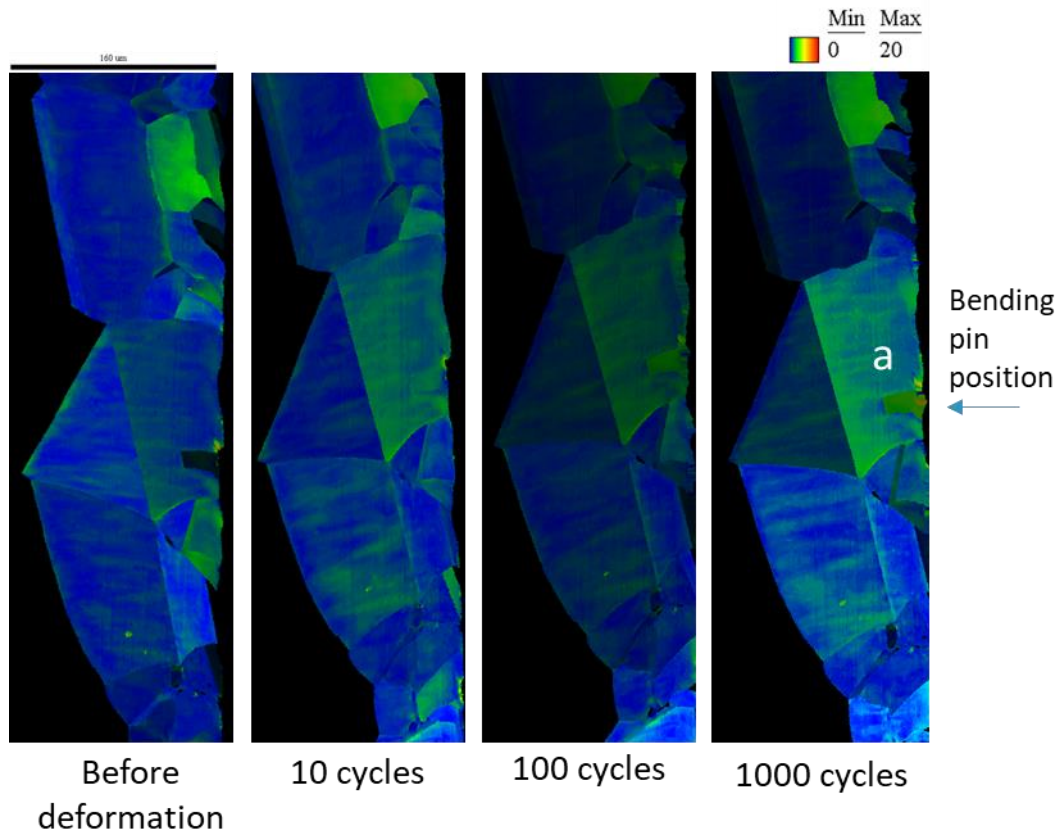 Min Max
0 20
160 um
a
Bending
pin
position
Before
deformation
10 cycles
100 cycles
1000 cycles